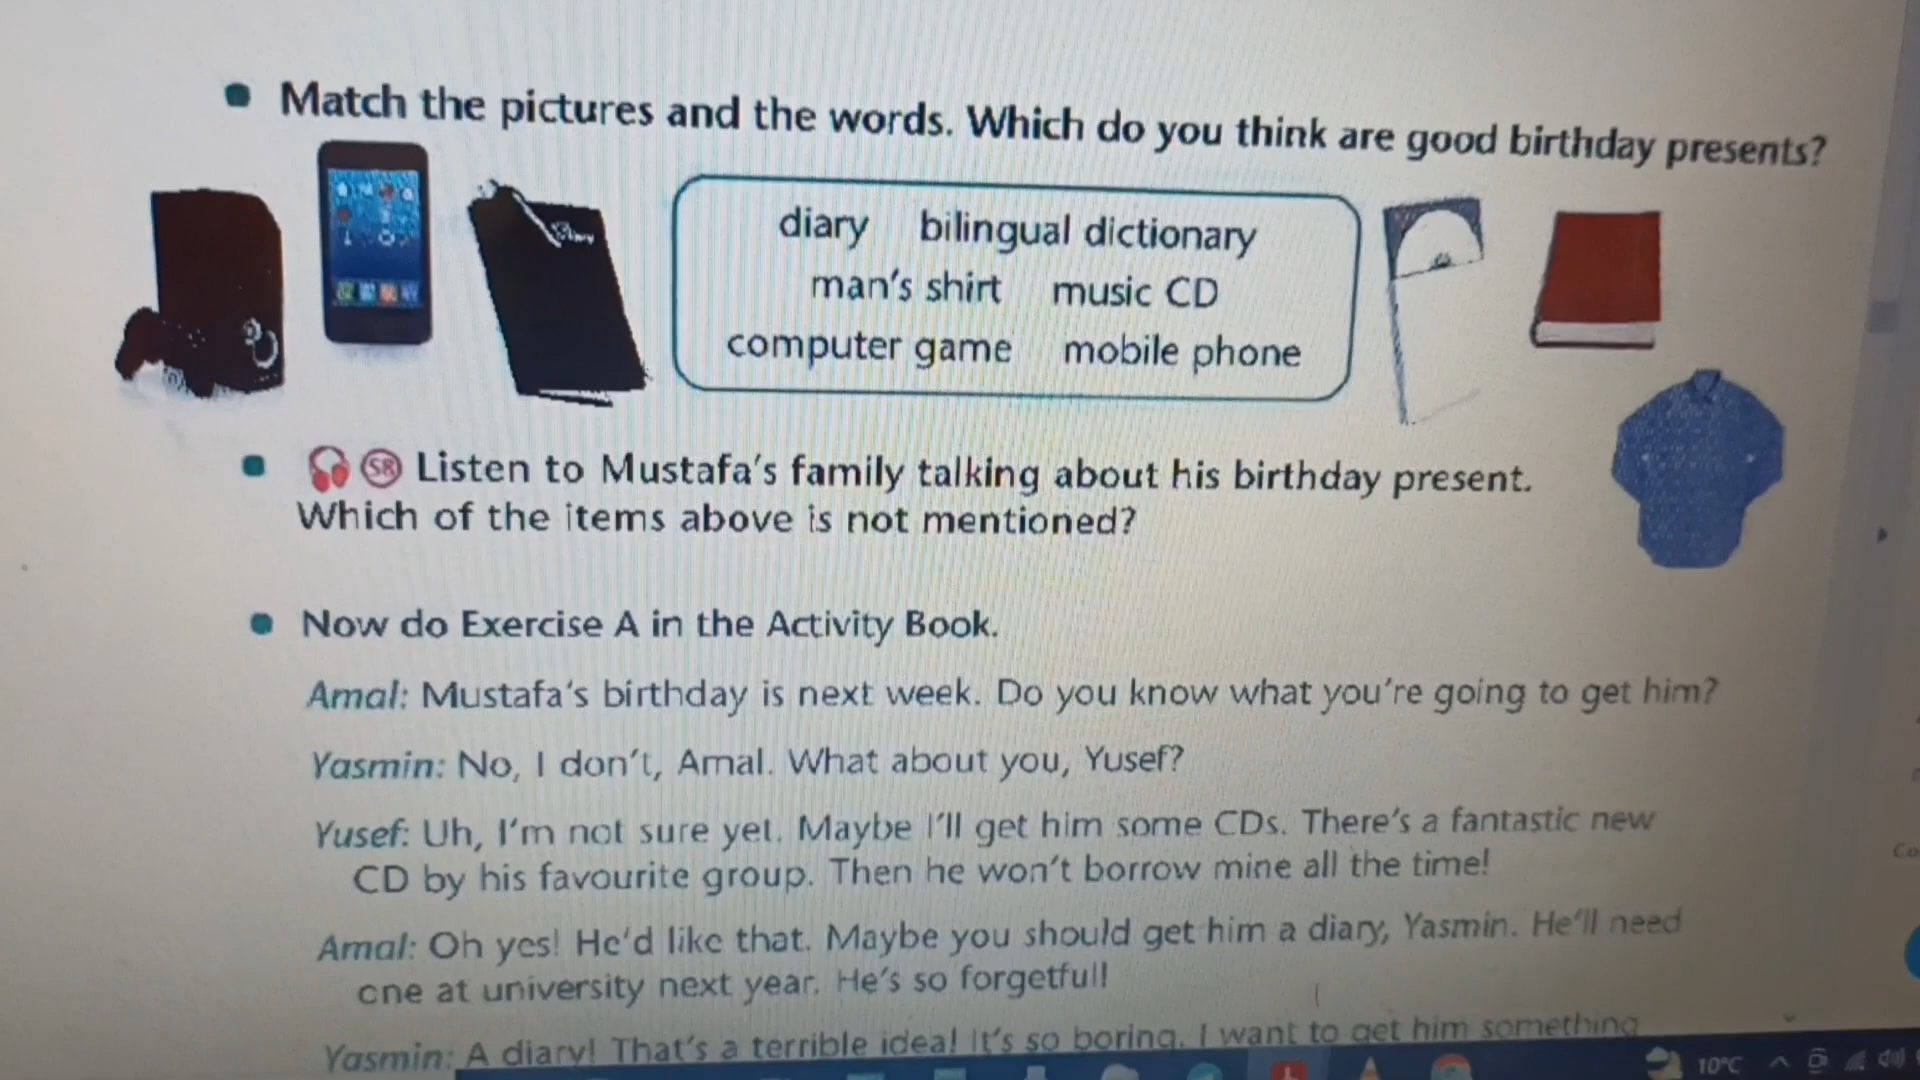 Match the pictures and the words. Which do you think are good birthday presents?
Diary
diary bilingual dictionary
man's shirt music CD
computer game mobile phone
58 Listen to Mustafa's family talking about his birthday present.
Which of the items above is not mentioned?
Now do Exercise A in the Activity Book.
Amal: Mustafa's birthday is next week. Do you know what you're going to get him?
Yasmin: No, I don't, Amal. What about you, Yusef?
Yusef: Uh, I'm not sure yet. Maybe I'll get him some CDs. There's a fantastic new
CD by his favourite group. Then he won't borrow mine all the time!
Amal: Oh yes! He'd like that. Maybe you should get him a diary, Yasmin. He'll need
one at university next year. He's so forgetful!
Yasmin: A diary! That's a terrible idea! It's so boring. I want to get him something
10°C